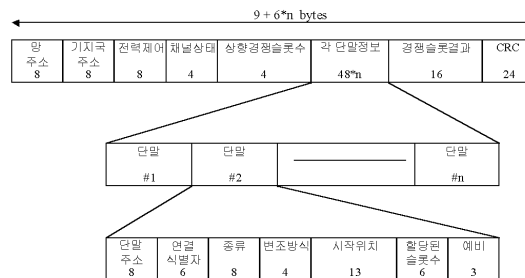 9 + 6*n bytes
망 기지국 전력제어 채널상태 상향경쟁슬롯수 각 단말정보 경쟁슬롯결과 CRC
주소 주소
8 8 8 4 4 48*n 16 24
단말 단말 단말
#1 #2 #n
단말 연결 종류 변조방식 시작위치 할당된 예비
주소 식별자 슬롯수
8 6 8 4 13 6 3